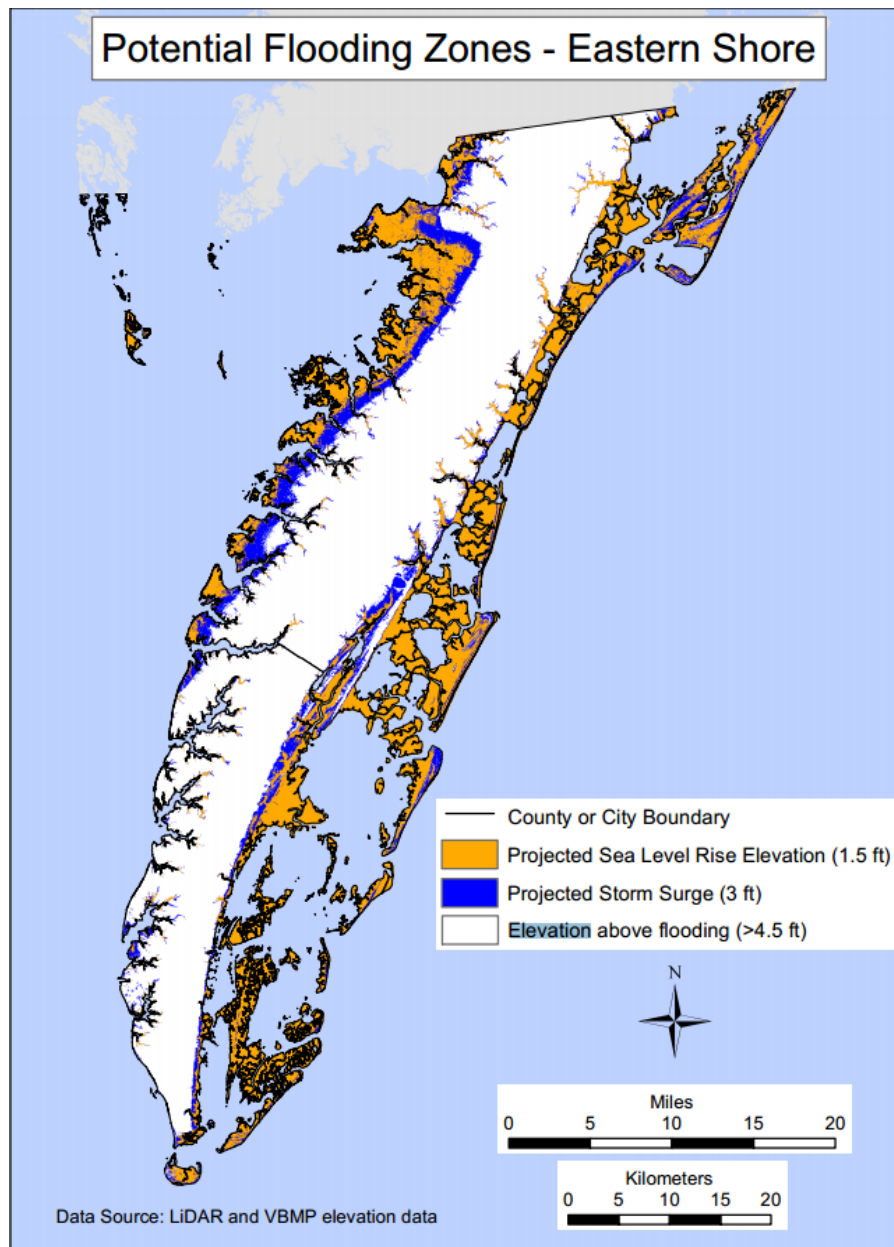 Potential Flooding Zones - Eastern Shore
County or City Boundary
Projected Sea Level Rise Elevation (1.5 ft)
Projected Storm Surge (3 ft)
Elevation above flooding (>4.5 ft)
N
Miles
0 5 10 15 20
Kilometers
0 5 10 15 20
Data Source: LiDAR and VBMP elevation data